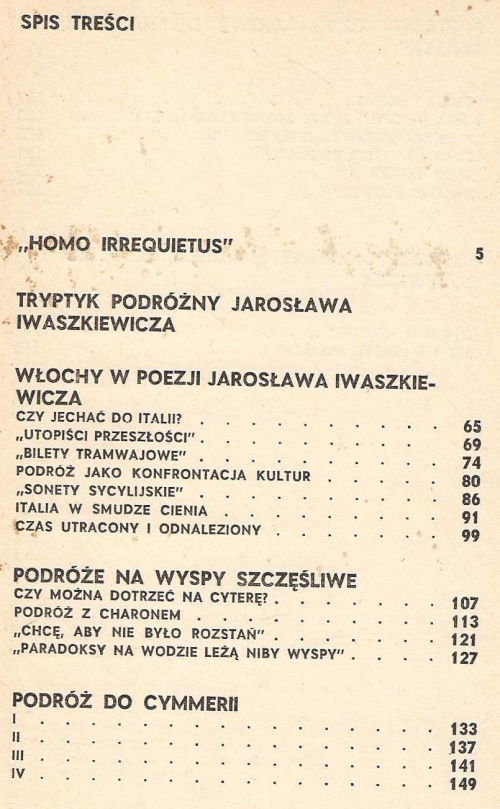 SPIS TREŚCI
„HOMO IRREQUIETUS" 5
TRYPTYK PODRÓŻNY JAROSŁAWA
IWASZKIEWICZA
WŁOCHY W POEZJI JAROSŁAWA IWASZKIE-
WICZA
CZY JECHAĆ DO ITALII? . . . . . . . . . 65
„UTOPIŚCI PRZESZŁOŚCI" . . . . . . . . . 69
„BILETY TRAMWAJOWE" . . . . . . . . . 74
PODRÓŻ JAKO KONFRONTACJA KULTUR . . . . 80
„SONETY SYCYLIJSKIE" . . . . . . . . . 86
ITALIA W SMUDZE CIENIA . . . . . . . . 91
CZAS UTRACONY I ODNALEZIONY . . . . . . 99
PODRÓŻE NA WYSPY SZCZĘŚLIWE
CZY MOŻNA DOTRZEĆ NA CYTERĘ? . . . . . . 107
PODRÓŻ Z CHARONEM . . . . . . . . . 113
„CHCĘ, ABY NIE BYŁO ROZSTAŃ" . . . . . . 121
„PARADOKSY NA WODZIE LEŻĄ NIBY WYSPY" . . . 127
PODRÓŻ DO CYMMERII
I . . . . . . . . . . . . . . . 133
II . . . . . . . . . . . . . . . 137
III . . . . . . . . . . . . . . . 141
IV . . . . . . . . . . . . . . . 149